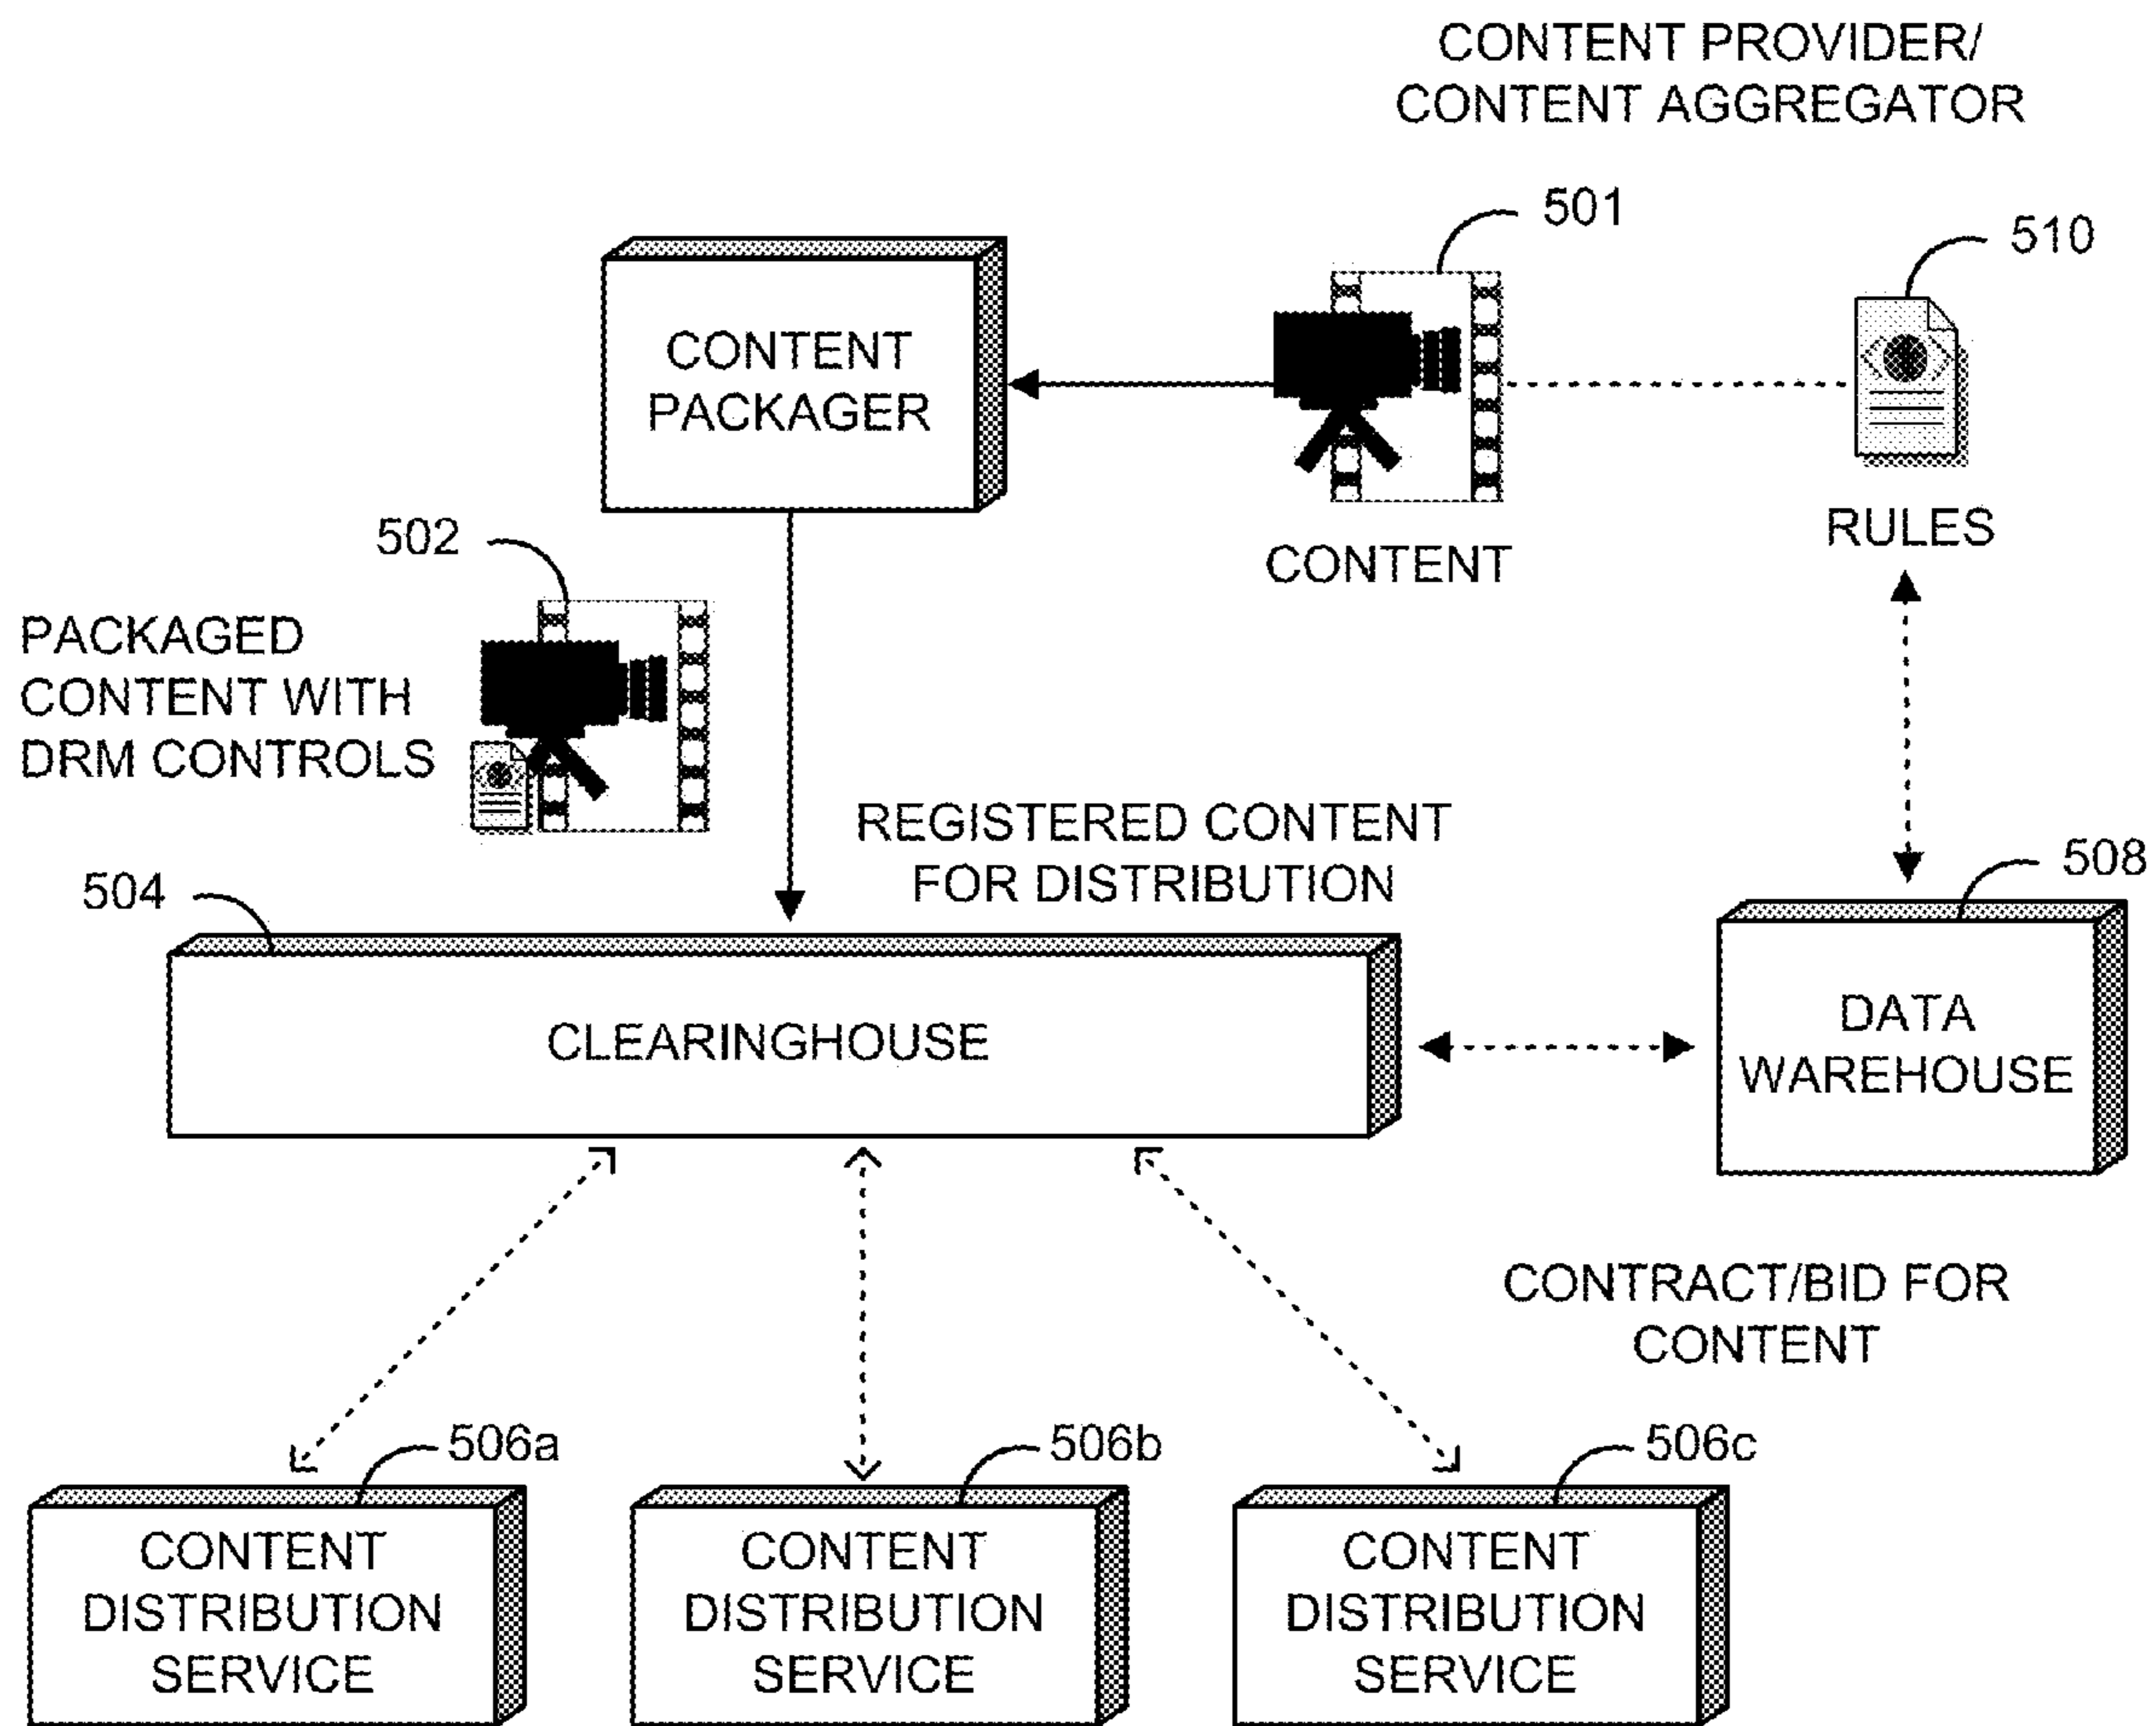 CONTENT PROVIDER/
CONTENT AGGREGATOR
501
510
CONTENT
PACKAGER
RULES
CONTENT
502
PACKAGED
CONTENT WITH
DRM CONTROLS
REGISTERED CONTENT
FOR DISTRIBUTION
504
508
CLEARINGHOUSE
DATA
WAREHOUSE
CONTRACT/BID FOR
CONTENT
506a
506b
506c
CONTENT
DISTRIBUTION
SERVICE
CONTENT
DISTRIBUTION
SERVICE
CONTENT
DISTRIBUTION
SERVICE